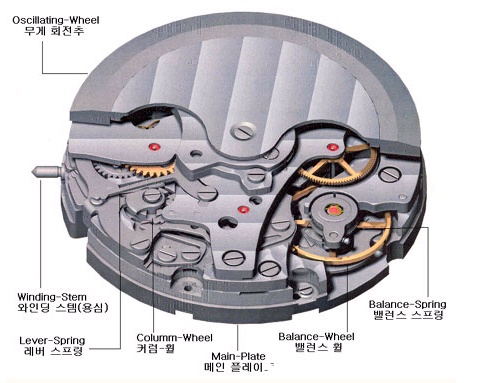 Oscillating-Wheel
무게 회전추
Winding-Stem
와인딩 스템(용심)
Lever-Spring
레버 스프링
Columm-Wheel
커럼-휠
Main-Plate
메인 플레이
Balance-Wheel
밸런스 휠
Balance-Spring
밸런스 스프링